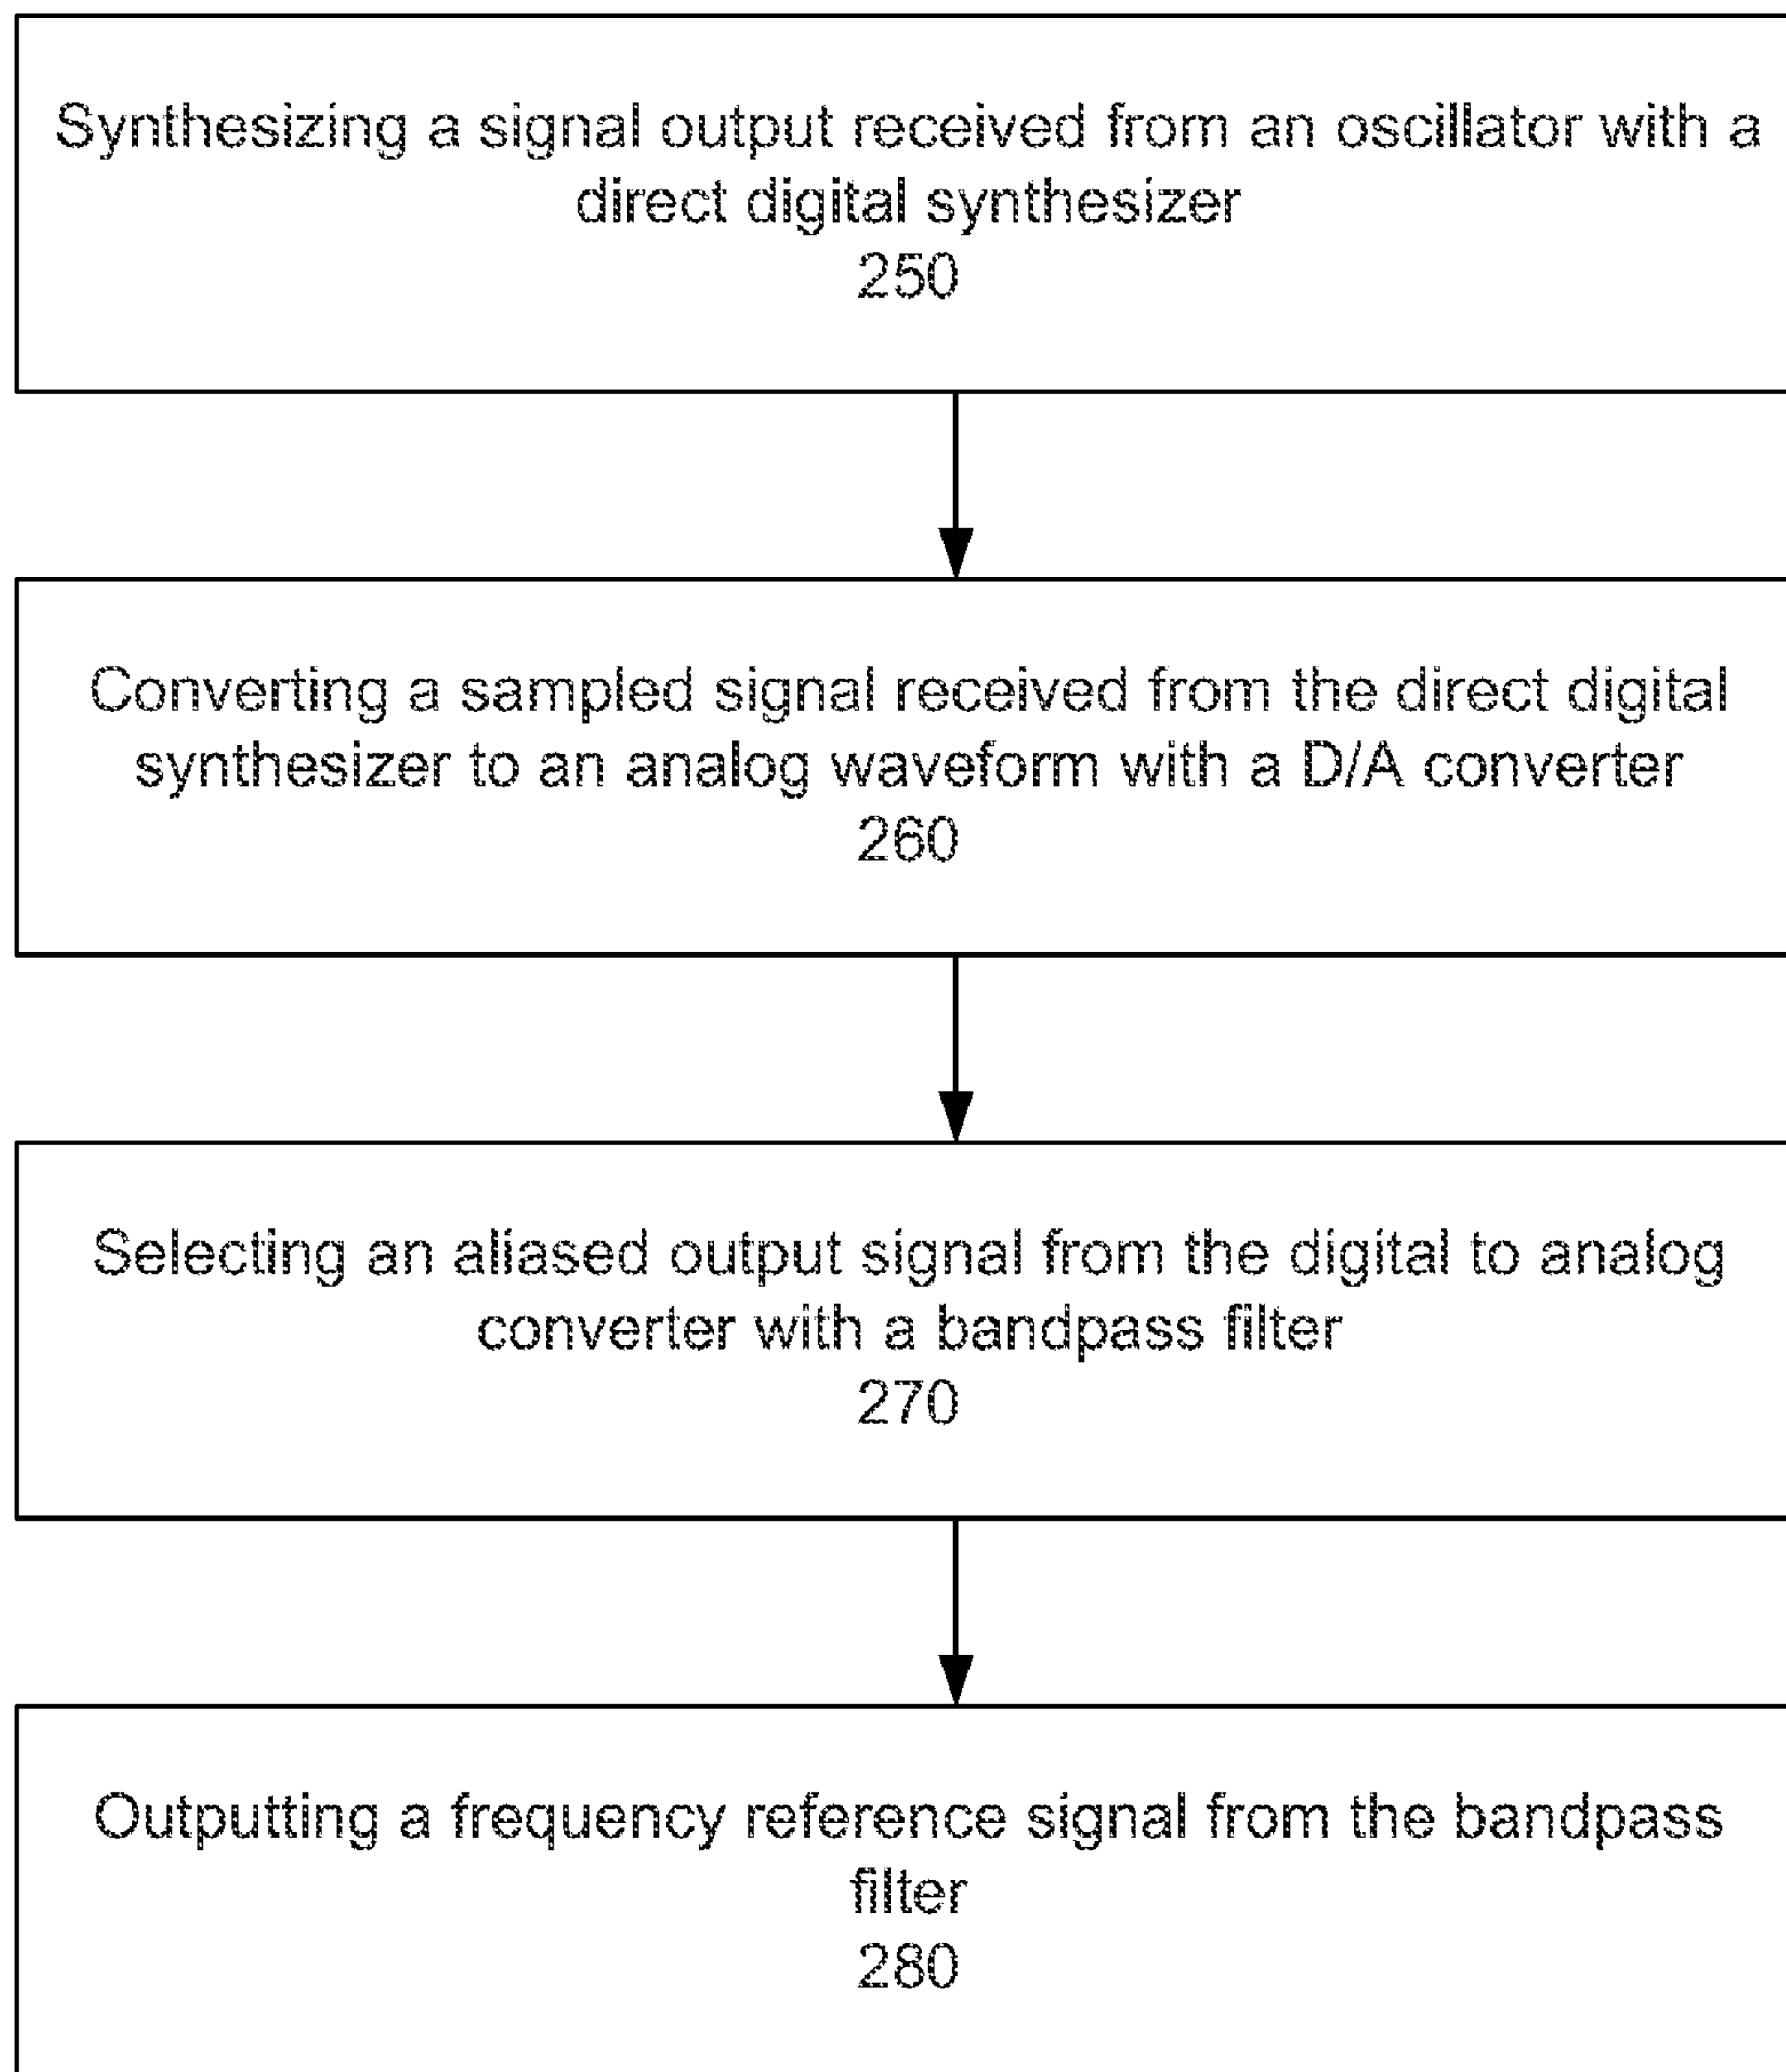 Synthesizing a signal output received from an oscillator with a
direct digital synthesizer
250
Converting a sampled signal received from the direct digital
synthesizer to an analog waveform with a D/A converter
260
Selecting an aliased output signal from the digital to analog
converter with a bandpass filter
270
Outputting a frequency reference signal from the bandpass
filter
280